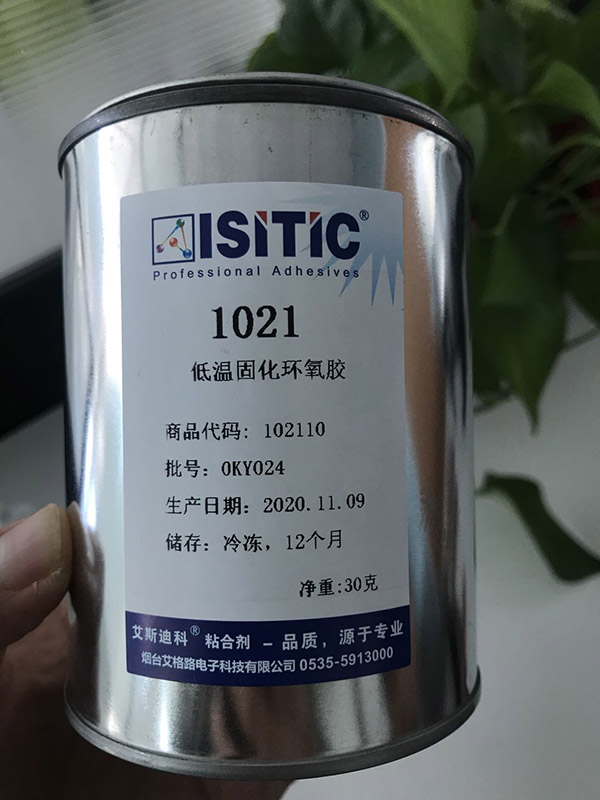 ISITIC®
Professional Adhesives
1021
低温固化环氧胶
商品代码: 102110
批号: 0KY024
生产日期: 2020.11.09
储存: 冷冻, 12个月
净重:30克
艾斯迪科® 粘合剂 - 品质, 源于专业
烟台艾格路电子科技有限公司 0535-5913000